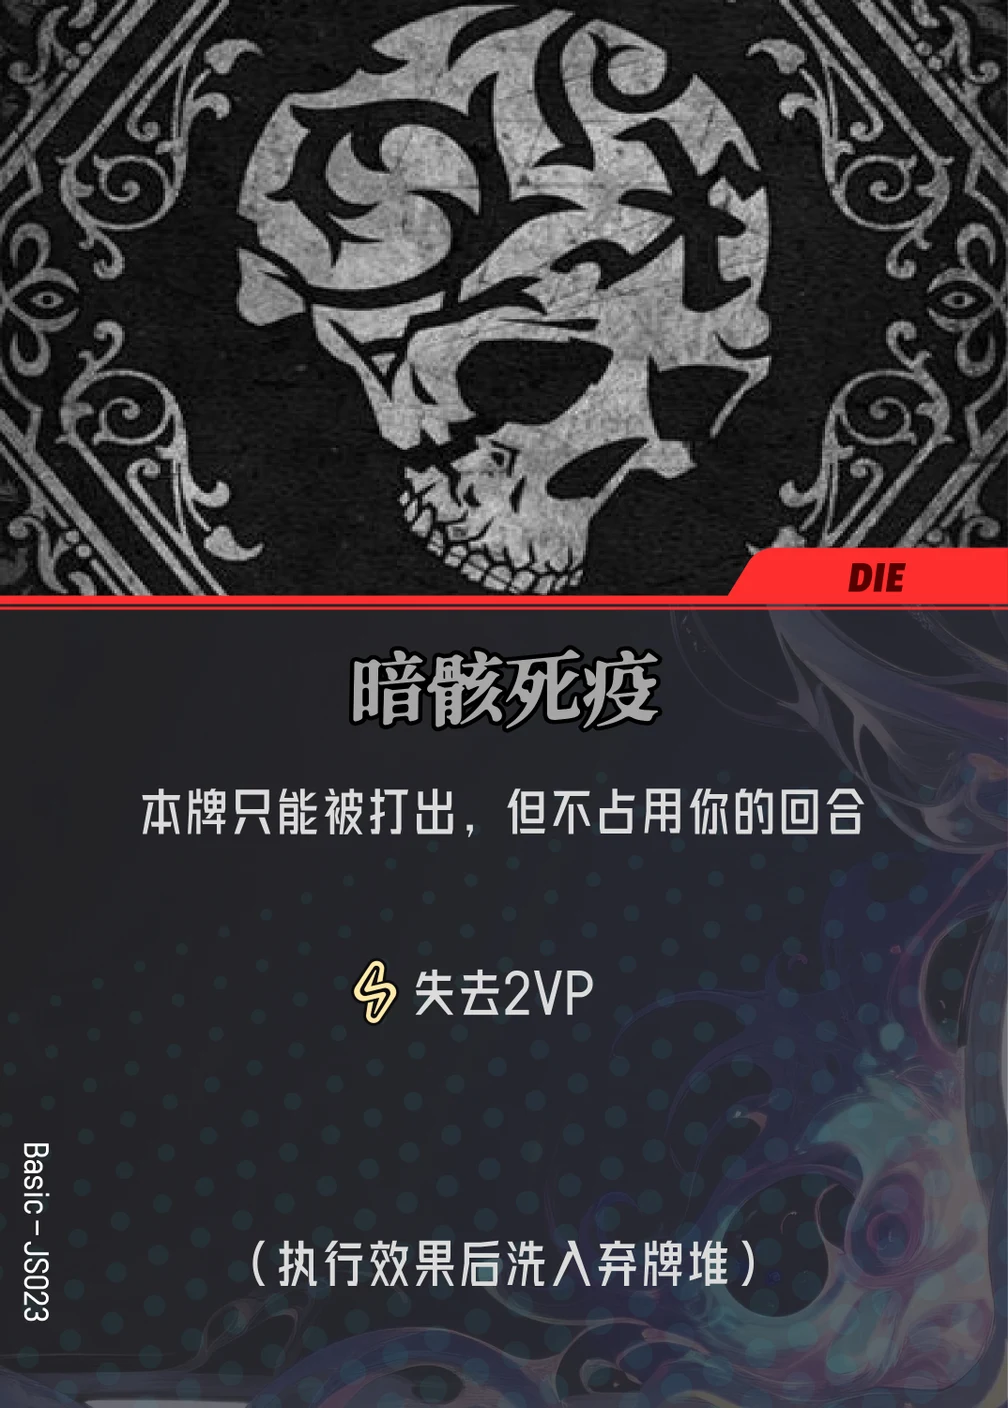 DIE
暗骸死疫
本牌只能被打出，但不占用你的回合
失去2VP
（执行效果后洗入弃牌堆）
Basic - JS023